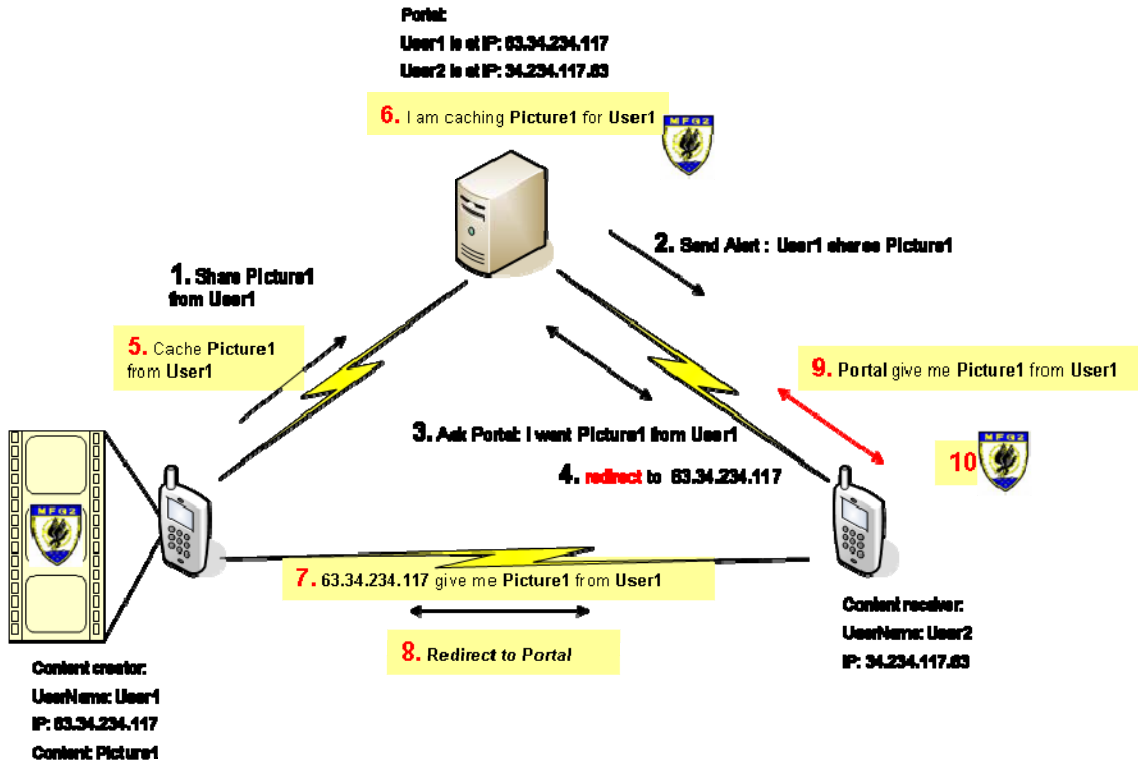 Portal:
User1 is at IP: 63.34.234.117
User2 is at IP: 34.234.117.63
6. I am caching Picture1 for User1
MFG2
2. Send Alert : User1 shares Picture1
1. Share Picture1
from User1
5. Cache Picture1
from User1
9. Portal give me Picture1 from User1
3. Ask Portal: I want Picture1 from User1
4. redirect to 63.34.234.117
10
MFG2
MFG2
7. 63.34.234.117 give me Picture1 from User1
8. Redirect to Portal
Content receiver:
UserName: User2
IP: 34.234.117.63
Content creator:
UserName: User1
IP: 63.34.234.117
Content: Picture1